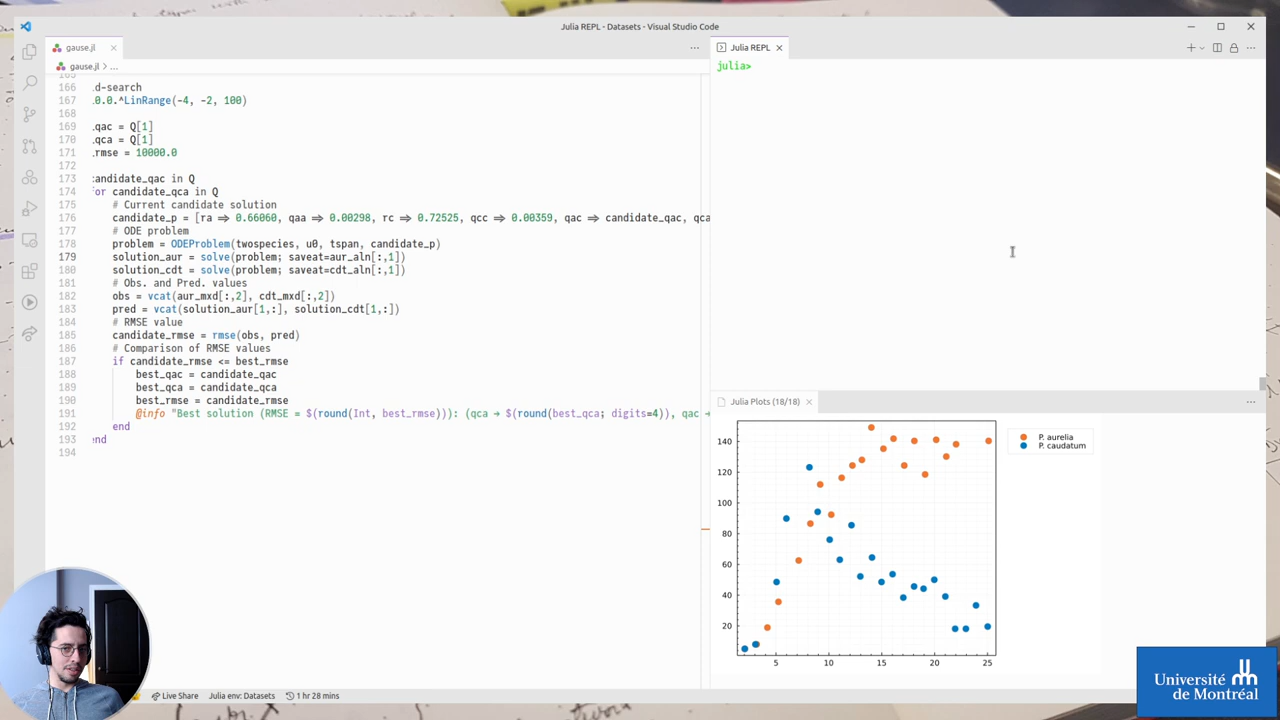 Julia REPL - Datasets - Visual Studio Code
gause.jl
gause.jl > ...
165
166 d-search
167 0.0.^LinRange(-4, -2, 100)
168
169 _qac = Q[1]
170 _qca = Q[1]
171 _rmse = 10000.0
172
173 candidate_qac in Q
174 for candidate_qca in Q
175 # Current candidate solution
176 candidate_p = [ra => 0.66060, qaa => 0.00298, rc => 0.72525, qcc => 0.00359, qac => candidate_qac, qca
177 # ODE problem
178 problem = ODEProblem(twospecies, u0, tspan, candidate_p)
179 solution_aur = solve(problem; saveat=aur_aln[:,1])
180 solution_cdt = solve(problem; saveat=cdt_aln[:,1])
181 # Obs. and Pred. values
182 obs = vcat(aur_mxd[:,2], cdt_mxd[:,2])
183 pred = vcat(solution_aur[1,:], solution_cdt[1,:])
184 # RMSE value
185 candidate_rmse = rmse(obs, pred)
186 # Comparison of RMSE values
187 if candidate_rmse <= best_rmse
188 best_qac = candidate_qac
189 best_qca = candidate_qca
190 best_rmse = candidate_rmse
191 @info "Best solution (RMSE = $(round(Int, best_rmse))): (qca → $(round(best_qca; digits=4)), qac →
192 end
193 end
194
Julia REPL
julia>
Julia Plots (18/18)
140
120
100
80
60
40
20
5 10 15 20 25
P. aurelia
P. caudatum
Live Share Julia env: Datasets 1 hr 28 mins
Université
de Montréal